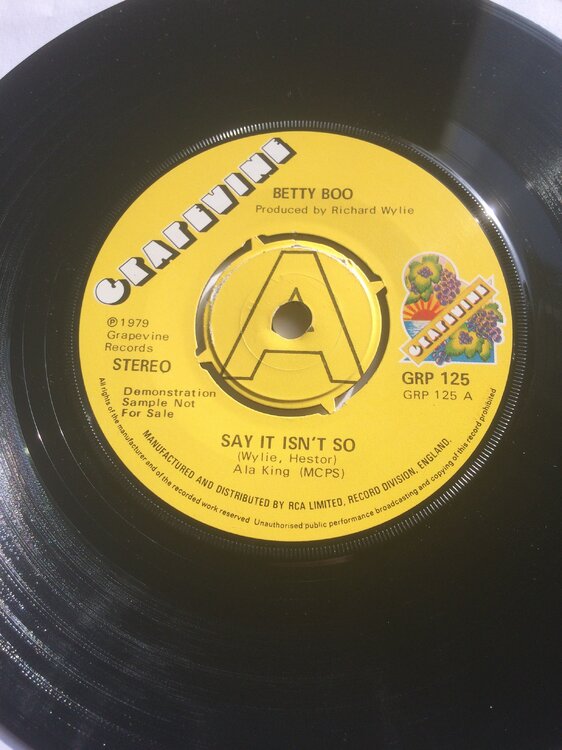 GRAPEVINE
BETTY BOO
Produced by Richard Wylie
A
GRAPEVINE
℗ 1979
Grapevine
Records
STEREO
GRP 125
GRP 125 A
Demonstration
Sample Not
For Sale
SAY IT ISN'T SO
(Wylie, Hestor)
Ala King (MCPS)
MANUFACTURED AND DISTRIBUTED BY RCA LIMITED, RECORD DIVISION, ENGLAND.
All rights of the manufacturer and of the recorded work reserved Unauthorised public performance broadcasting and copying of this record prohibited